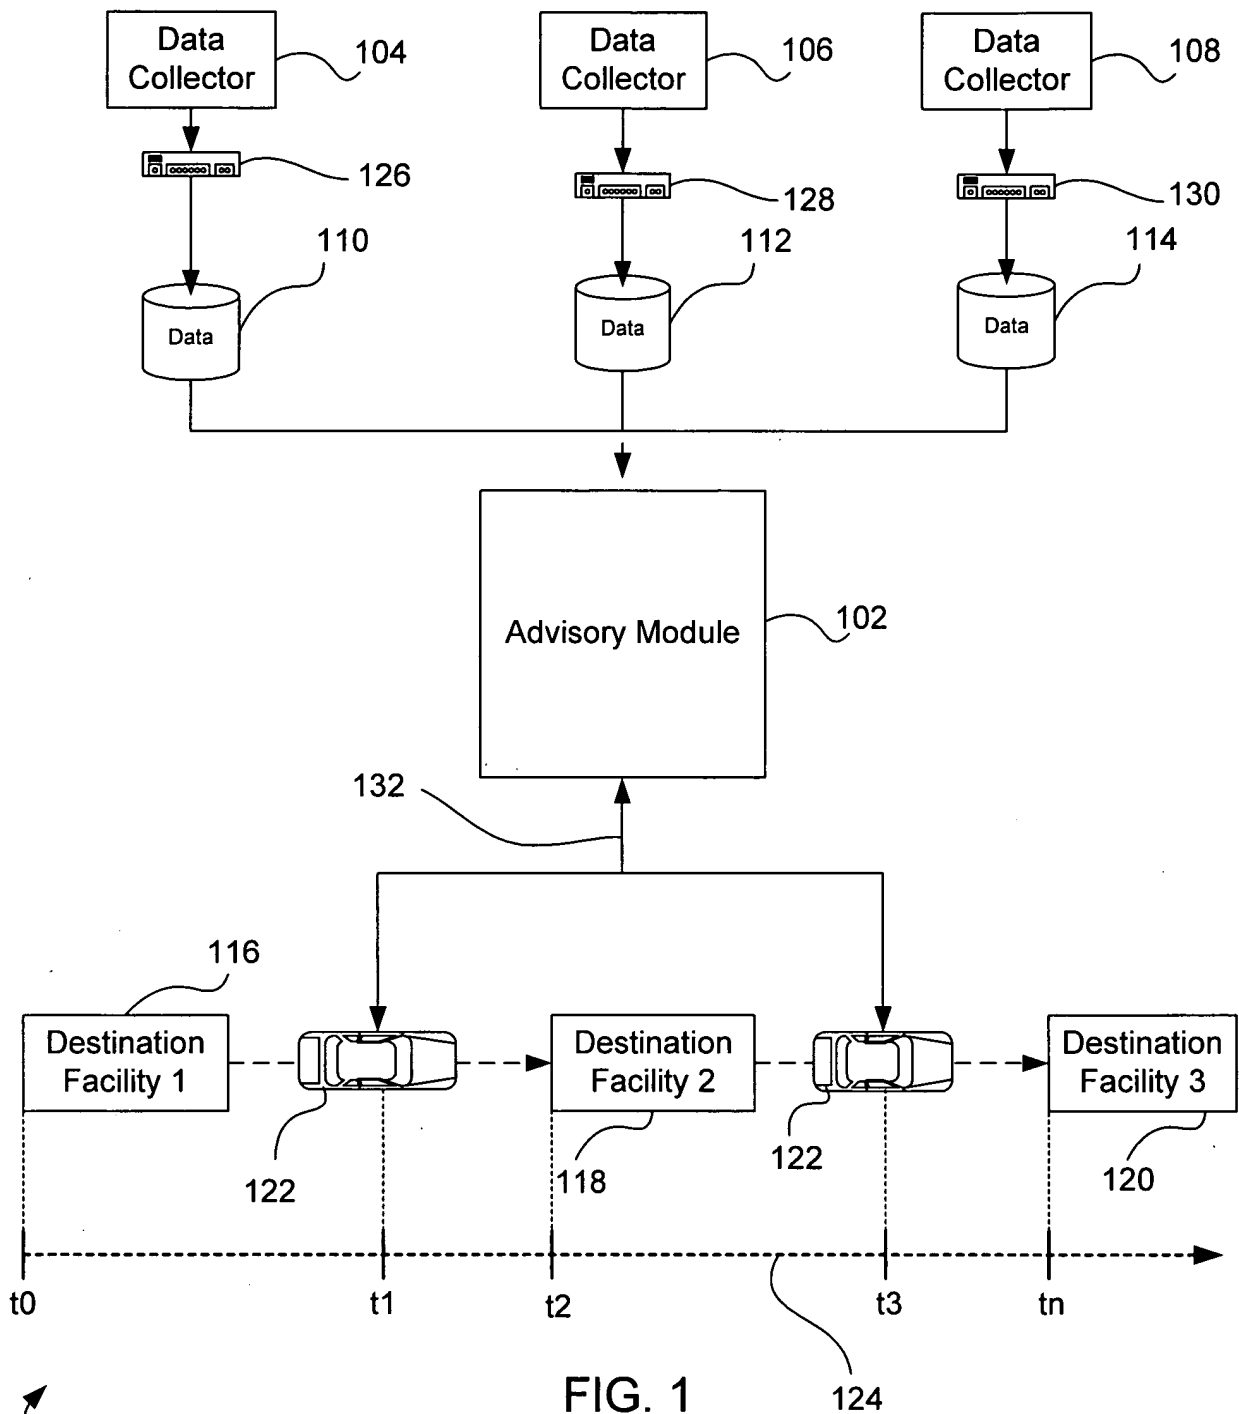 Data
Collector
104
Data
Collector
106
Data
Collector
108
126
128
130
110
112
114
Data
Data
Data
Advisory Module
102
132
116
Destination
Facility 1
Destination
Facility 2
Destination
Facility 3
122
118
122
120
t0
t1
t2
t3
tn
FIG. 1
124